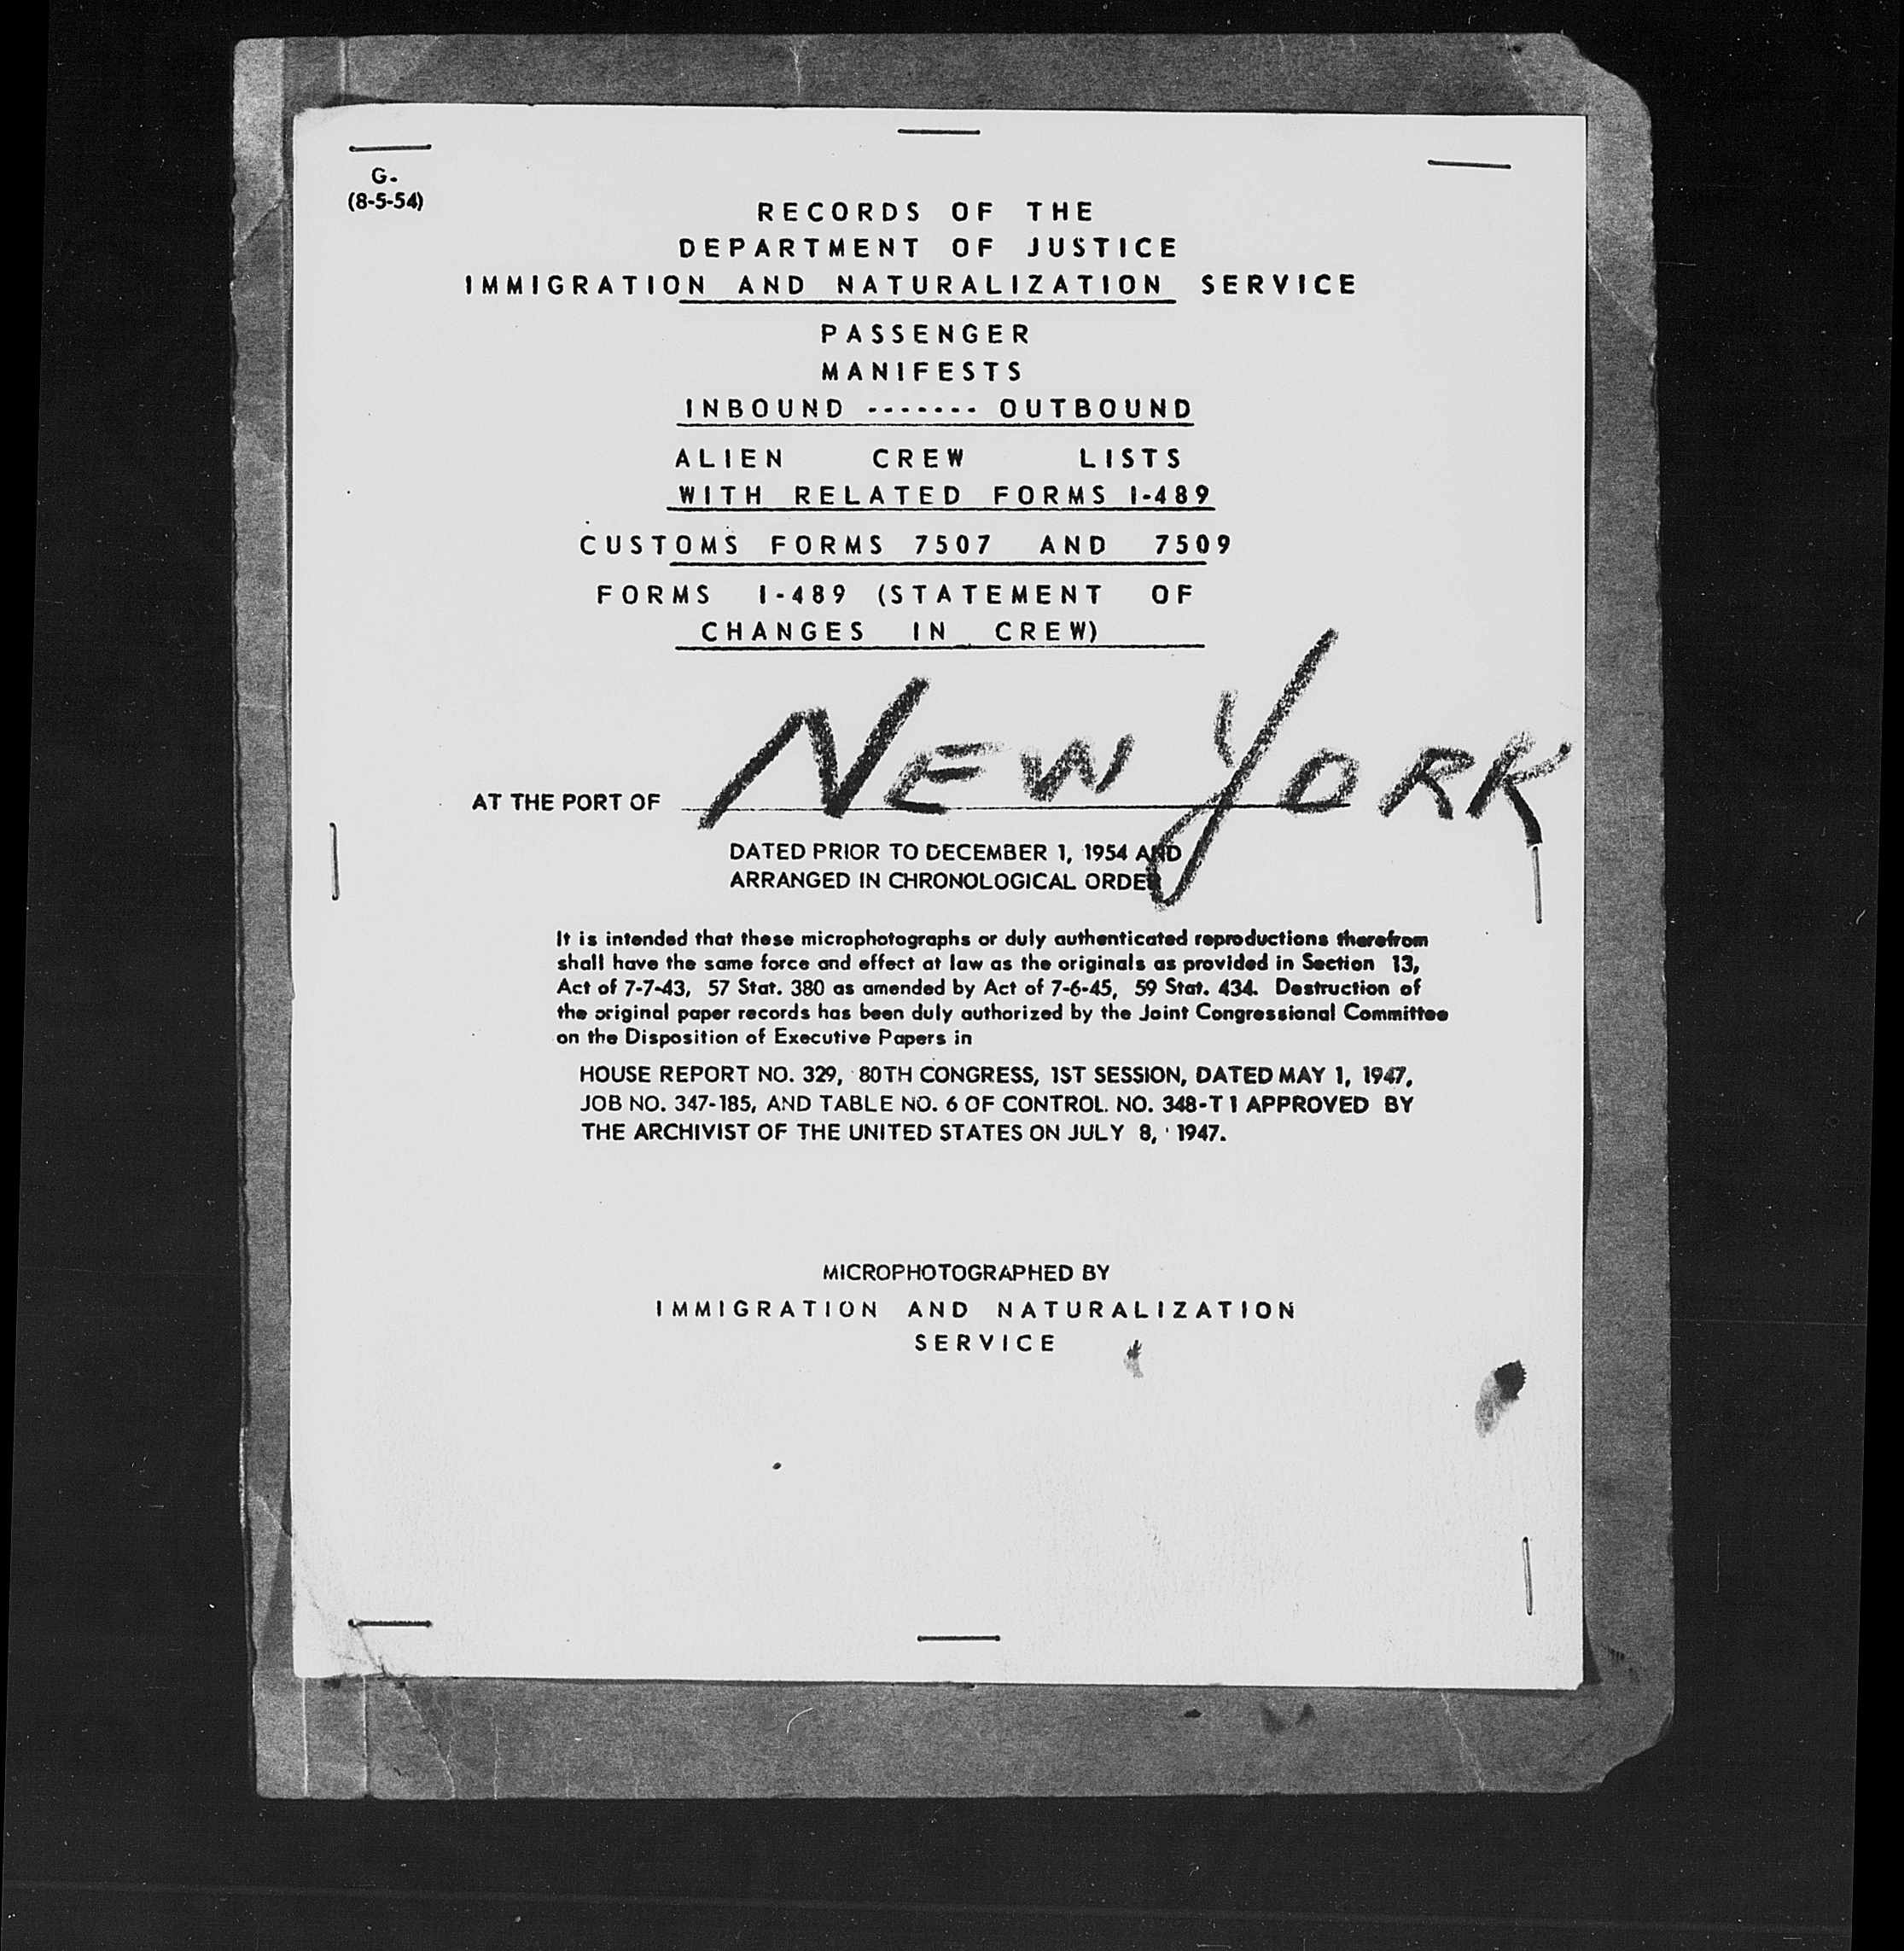 G.
(8-5-54)
RECORDS OF THE
DEPARTMENT OF JUSTICE
IMMIGRATION AND NATURALIZATION SERVICE
PASSENGER
MANIFESTS
INBOUND ------- OUTBOUND
ALIEN CREW LISTS
WITH RELATED FORMS I-489
CUSTOMS FORMS 7507 AND 7509
FORMS I-489 (STATEMENT OF
CHANGES IN CREW)
AT THE PORT OF NEW YORK
DATED PRIOR TO DECEMBER 1, 1954 AND
ARRANGED IN CHRONOLOGICAL ORDER
It is intended that these microphotographs or duly authenticated reproductions therefrom
shall have the same force and effect at law as the originals as provided in Section 13,
Act of 7-7-43, 57 Stat. 380 as amended by Act of 7-6-45, 59 Stat. 434. Destruction of
the original paper records has been duly authorized by the Joint Congressional Committee
on the Disposition of Executive Papers in
HOUSE REPORT NO. 329, 80TH CONGRESS, 1ST SESSION, DATED MAY 1, 1947,
JOB NO. 347-185, AND TABLE NO. 6 OF CONTROL. NO. 348-T1 APPROVED BY
THE ARCHIVIST OF THE UNITED STATES ON JULY 8, 1947.
MICROPHOTOGRAPHED BY
IMMIGRATION AND NATURALIZATION
SERVICE